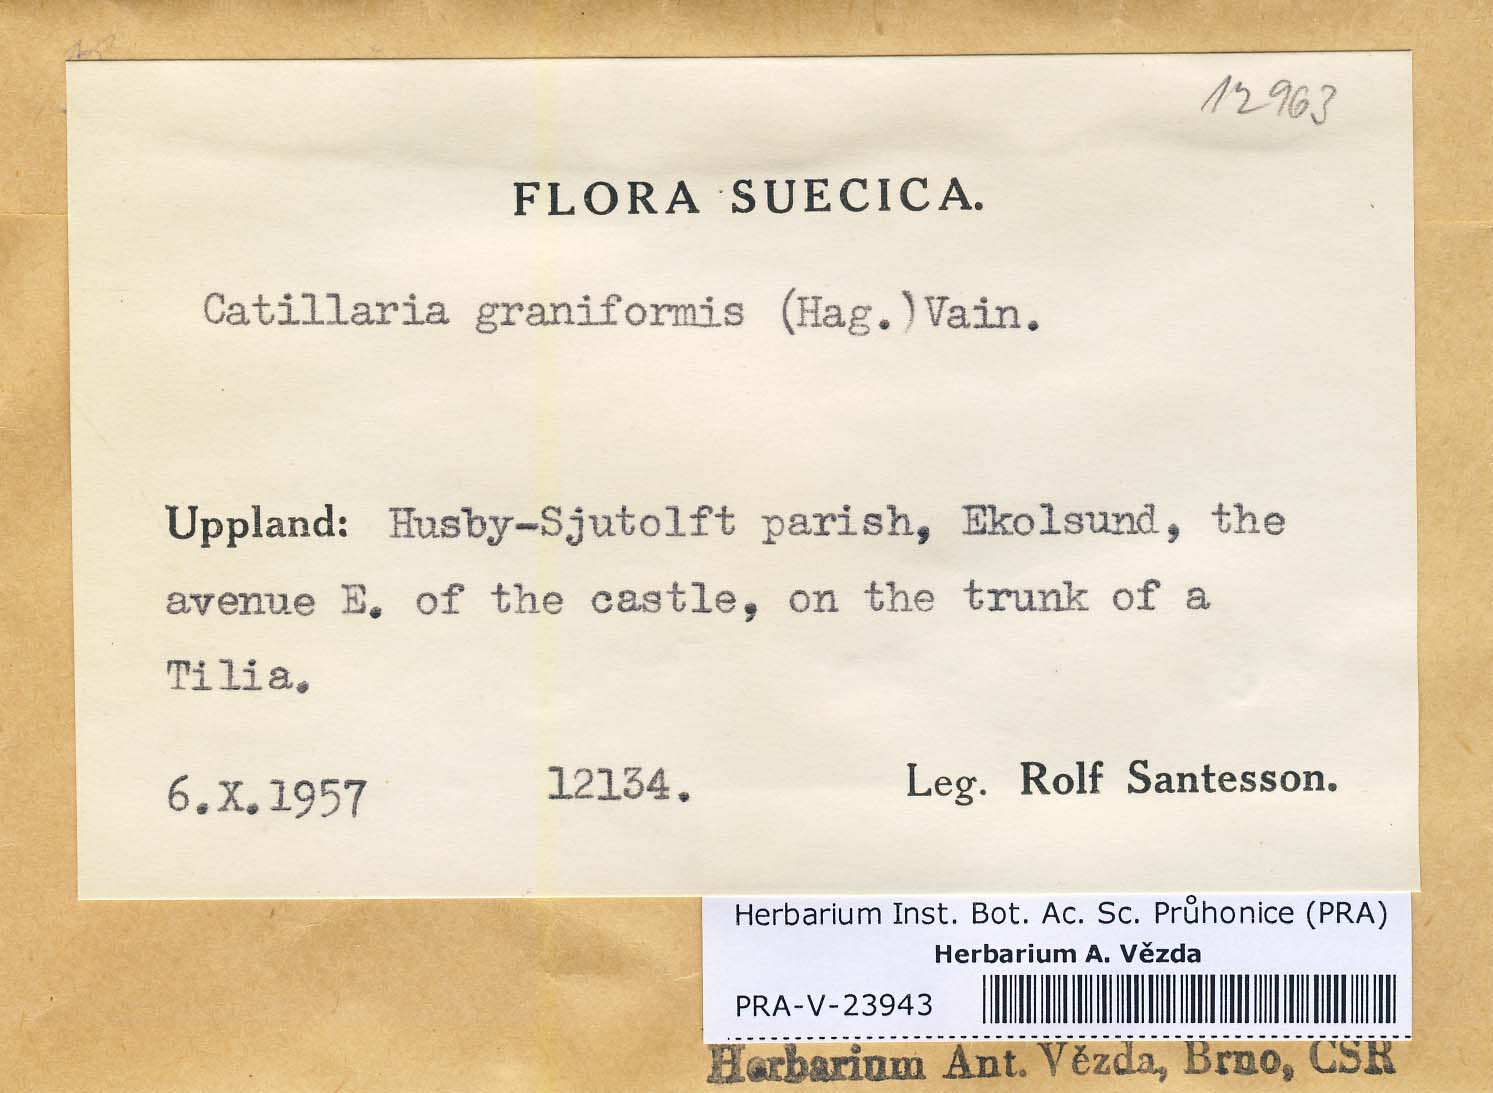 12963
FLORA SUECICA.
Catillaria graniformis (Hag.) Vain.
Uppland: Husby-Sjutolft parish, Ekolsund, the
avenue E. of the castle, on the trunk of a
Tilia.
6.X.1957 12134. Leg. Rolf Santesson.
Herbarium Inst. Bot. Ac. Sc. Průhonice (PRA)
Herbarium A. Vězda
PRA-V-23943
Herbarium Ant. Vězda, Brno, CSR